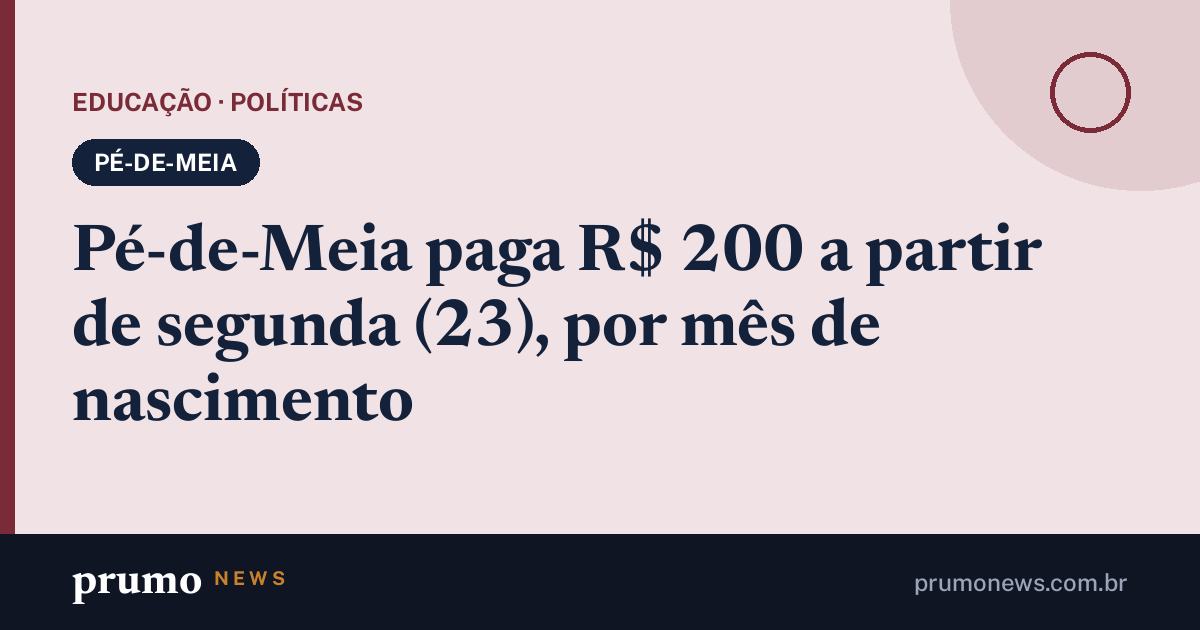 EDUCAÇÃO · POLÍTICAS
PÉ-DE-MEIA
Pé-de-Meia paga R$ 200 a partir
de segunda (23), por mês de
nascimento
prumo NEWS
prumonews.com.br